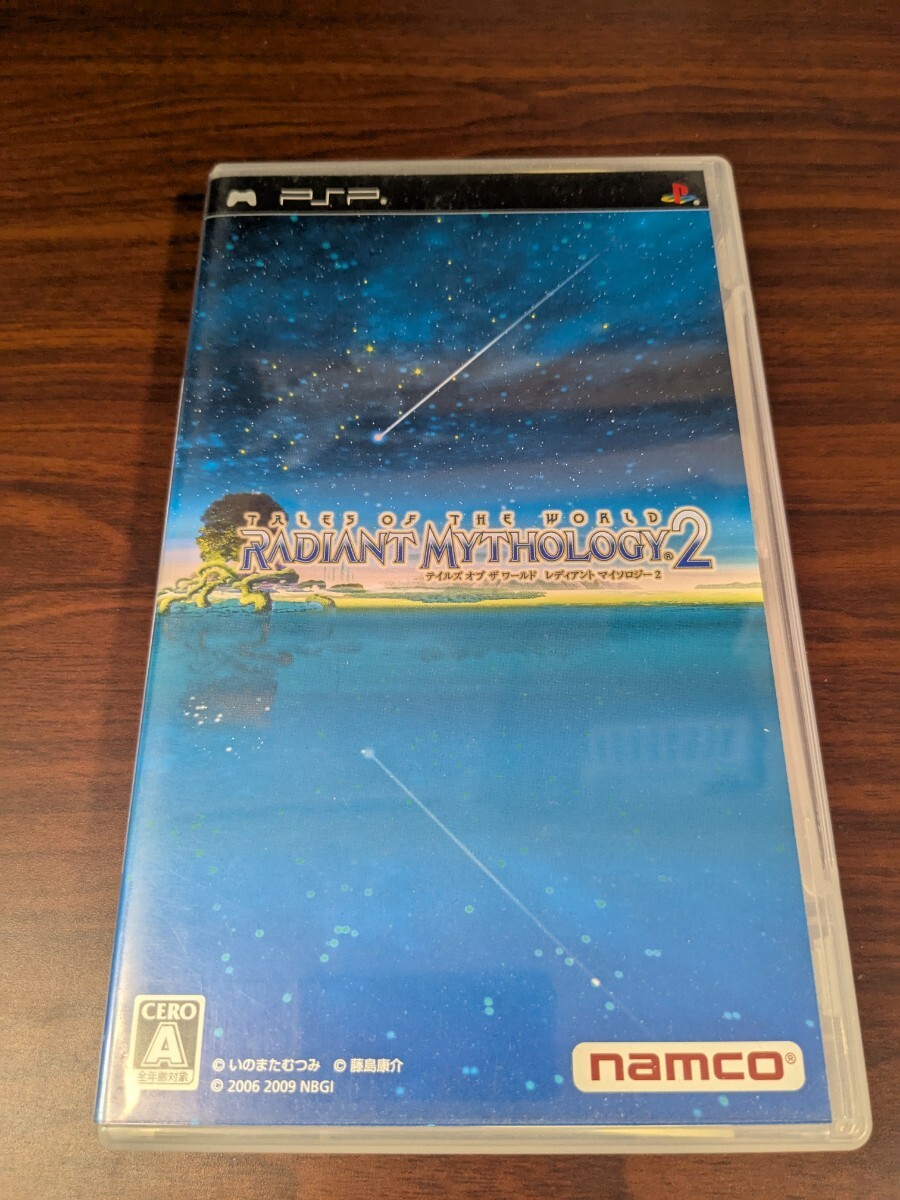 PSP®
TALES OF THE WORLD
RADIANT MYTHOLOGY® 2
テイルズ オブ ザ ワールド レディアント マイソロジー 2
CERO
A
全年齢対象
© いのまたむつみ © 藤島康介
© 2006 2009 NBGI
namco®